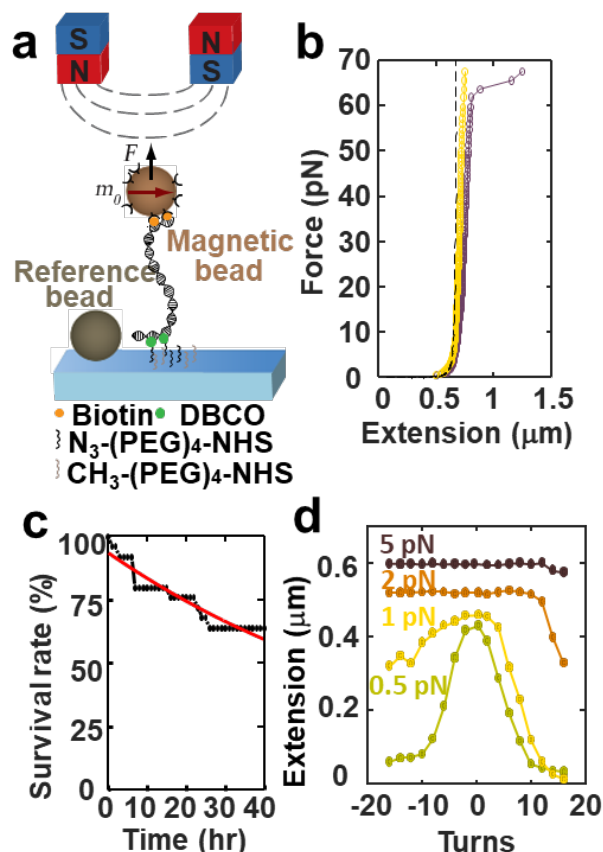 a
S
N
N
S
F
m0
Magnetic
bead
Reference
bead
Biotin DBCO
N3-(PEG)4-NHS
CH3-(PEG)4-NHS
b
Force (pN)
70
60
50
40
30
20
10
0
0 0.5 1 1.5
Extension (μm)
c
Survival rate (%)
100
75
50
25
0
0 10 20 30 40
Time (hr)
d
Extension (μm)
0.6
0.4
0.2
0
5 pN
2 pN
1 pN
0.5 pN
-20 -10 0 10 20
Turns